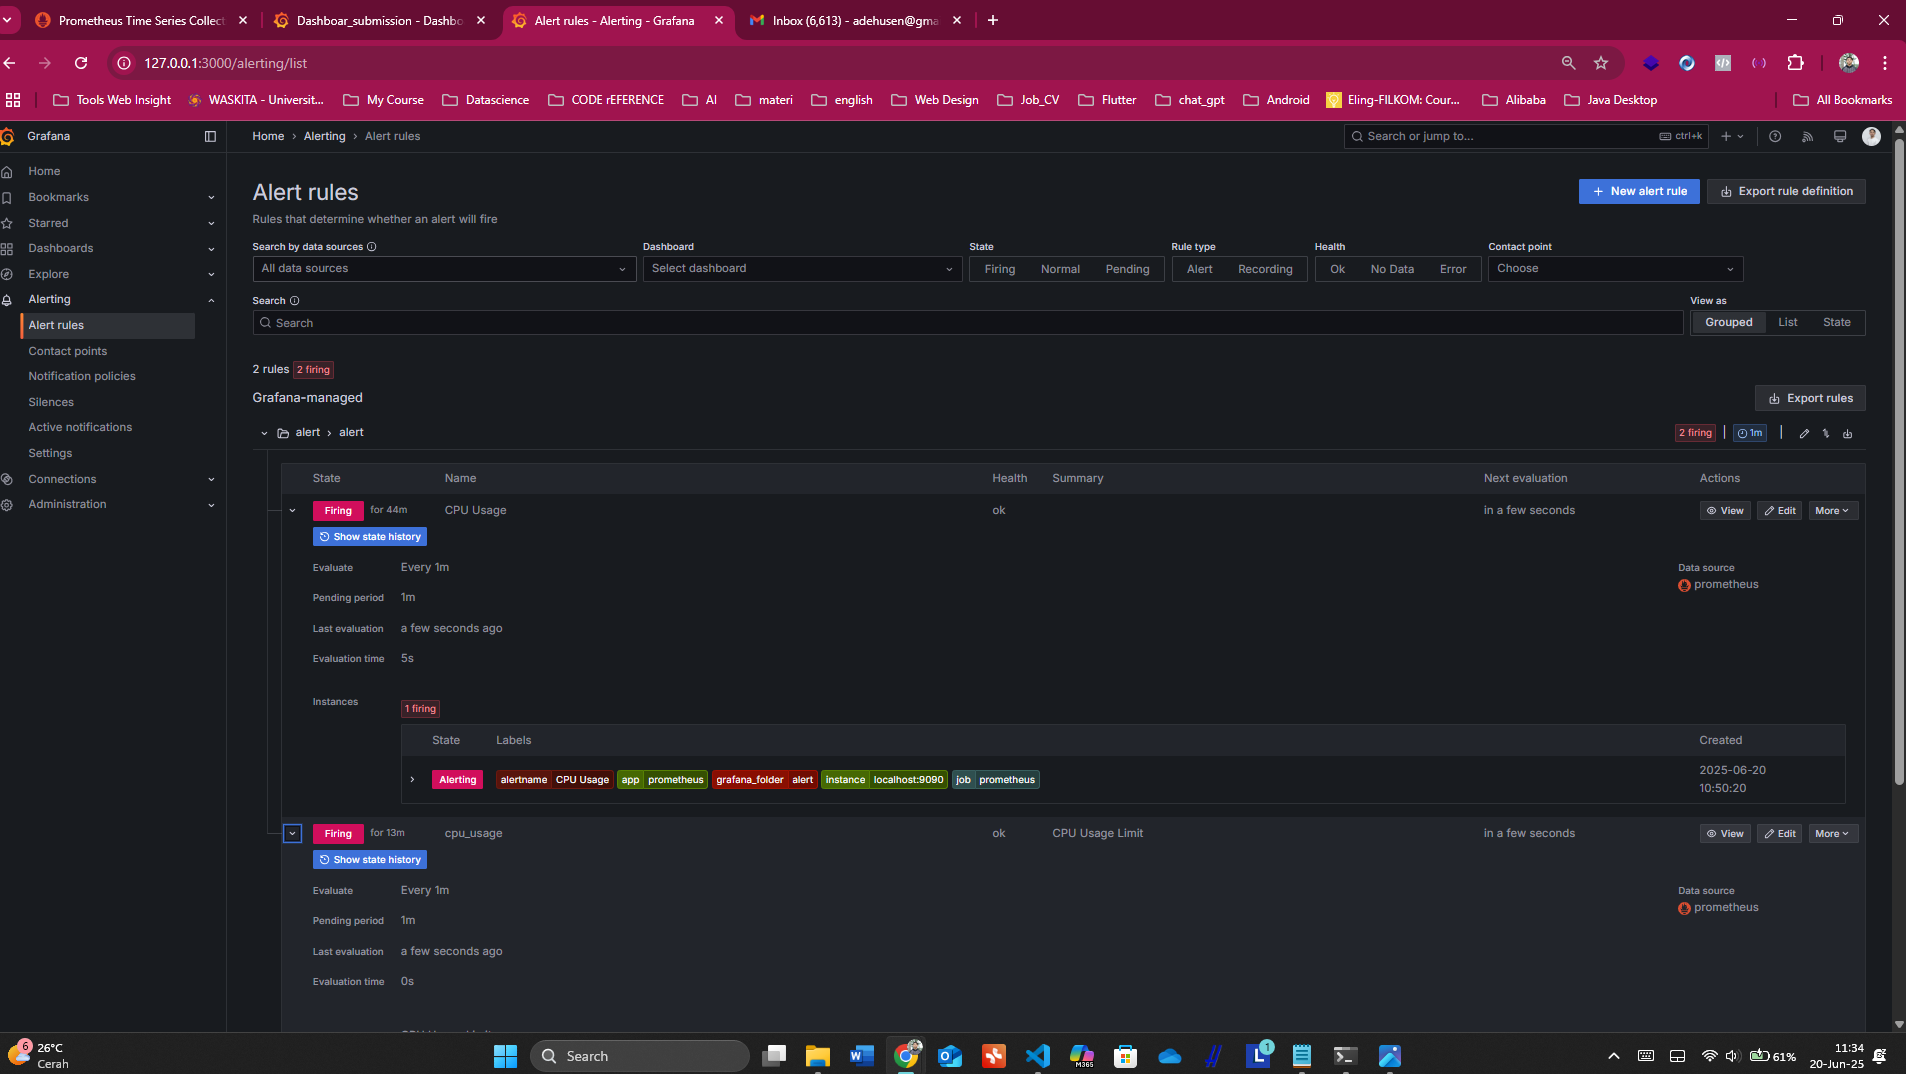 Prometheus Time Series Collect
Dashboar_submission - Dashbo
Alert rules - Alerting - Grafana
Inbox (6,613) - adehusen@gma
127.0.0.1:3000/alerting/list
Tools Web Insight
WASKITA - Universit...
My Course
Datascience
CODE rEFERENCE
AI
materi
english
Web Design
Job_CV
Flutter
chat_gpt
Android
Eling-FILKOM: Cour...
Alibaba
Java Desktop
All Bookmarks
Grafana
Home › Alerting › Alert rules
Search or jump to...
ctrl+k
Home
Bookmarks
Starred
Dashboards
Explore
Alerting
Alert rules
Contact points
Notification policies
Silences
Active notifications
Settings
Connections
Administration
Alert rules
+ New alert rule
Export rule definition
Rules that determine whether an alert will fire
Search by data sources
All data sources
Dashboard
Select dashboard
State
Firing Normal Pending
Rule type
Alert Recording
Health
Ok No Data Error
Contact point
Choose
Search
Search
View as
Grouped List State
2 rules 2 firing
Grafana-managed
Export rules
alert › alert
2 firing | 1m |
State Name Health Summary Next evaluation Actions
Firing for 44m CPU Usage ok in a few seconds View Edit More
Show state history
Evaluate Every 1m
Data source
prometheus
Pending period 1m
Last evaluation a few seconds ago
Evaluation time 5s
Instances 1 firing
State Labels Created
Alerting alertname CPU Usage app prometheus grafana_folder alert instance localhost:9090 job prometheus
2025-06-20
10:50:20
Firing for 13m cpu_usage ok CPU Usage Limit in a few seconds View Edit More
Show state history
Evaluate Every 1m
Data source
prometheus
Pending period 1m
Last evaluation a few seconds ago
Evaluation time 0s
6
26°C
Cerah
Search
M365
1
61%
11:34
20-Jun-25